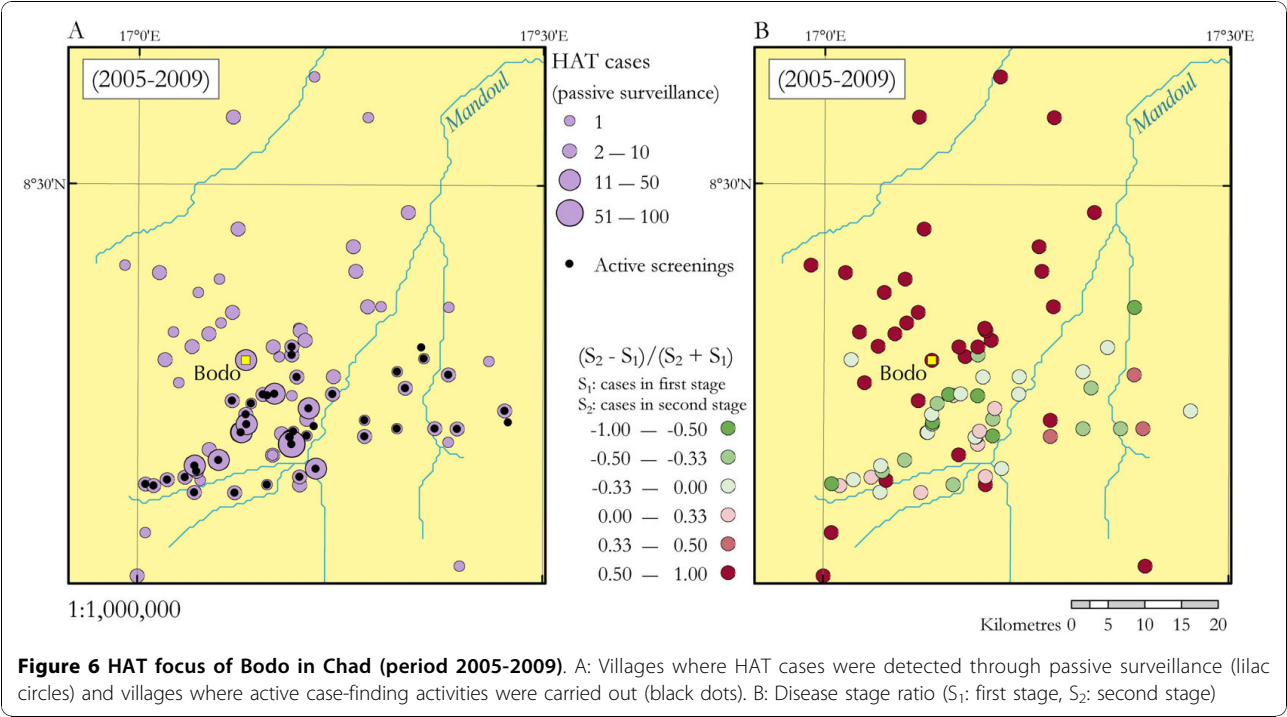 A
17°0'E
17°30'E
(2005-2009)
Mandoul
8°30'N
Bodo
1:1,000,000
HAT cases
(passive surveillance)
1
2 — 10
11 — 50
51 — 100
Active screenings
(S2 - S1)/(S2 + S1)
S1: cases in first stage
S2: cases in second stage
-1.00 — -0.50
-0.50 — -0.33
-0.33 — 0.00
0.00 — 0.33
0.33 — 0.50
0.50 — 1.00
B
17°0'E
17°30'E
(2005-2009)
Mandoul
8°30'N
Bodo
Kilometres 0 5 10 15 20
Figure 6 HAT focus of Bodo in Chad (period 2005-2009). A: Villages where HAT cases were detected through passive surveillance (lilac
circles) and villages where active case-finding activities were carried out (black dots). B: Disease stage ratio (S1: first stage, S2: second stage)